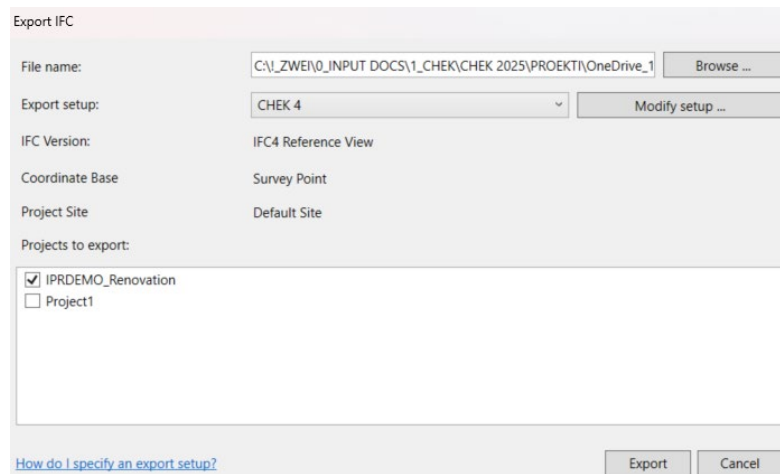 Export IFC
File name: C:\!_ZWEI\0_INPUT DOCS\1_CHEK\CHEK 2025\PROEKTI\OneDrive_1 Browse ...
Export setup: CHEK 4 Modify setup ...
IFC Version: IFC4 Reference View
Coordinate Base Survey Point
Project Site Default Site
Projects to export:
IPRDEMO_Renovation
Project1
How do I specify an export setup? Export Cancel